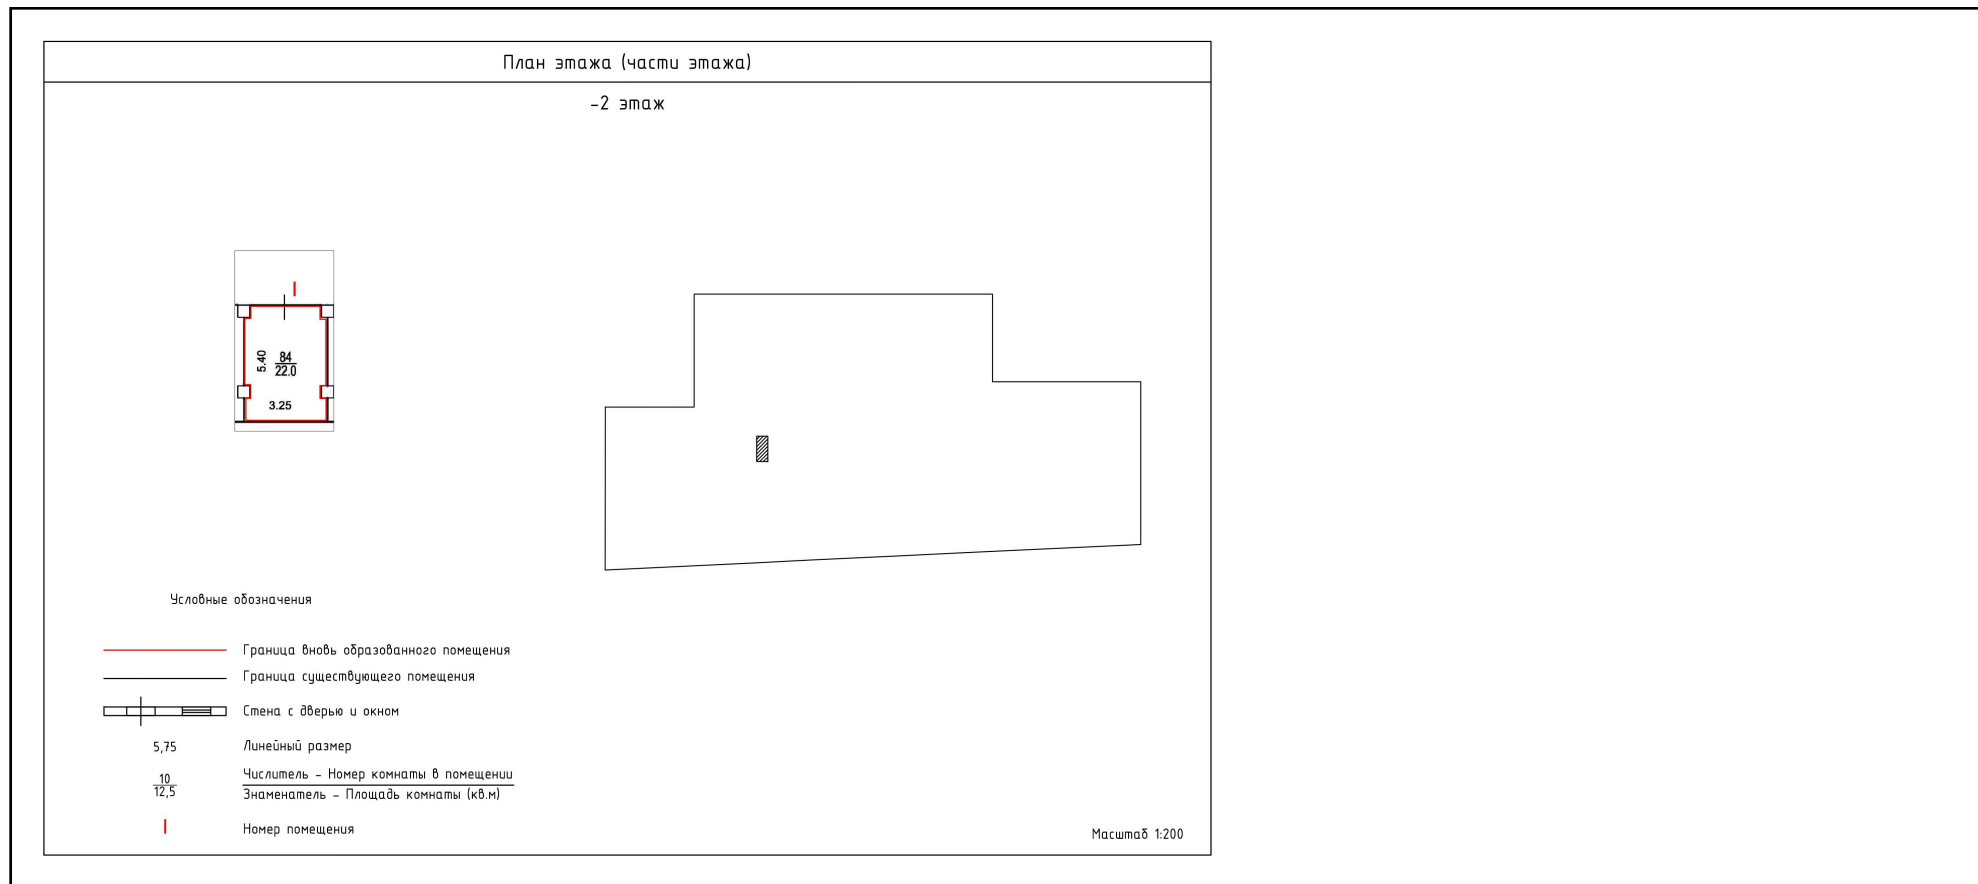 План этажа (части этажа)
-2 этаж
I
5.40
84
22.0
3.25
Условные обозначения
Граница вновь образованного помещения
Граница существующего помещения
Стена с дверью и окном
5,75 Линейный размер
10
12,5
Числитель - Номер комнаты в помещении
Знаменатель - Площадь комнаты (кв.м)
I Номер помещения
Масштаб 1:200